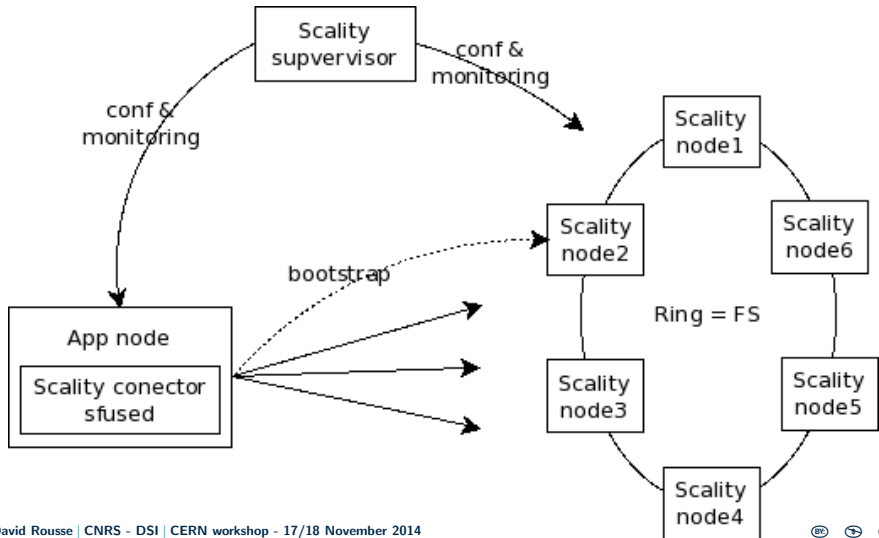 Scality
supvervisor
conf &
monitoring
conf &
monitoring
Scality
node1
Scality
node2
Scality
node6
bootstrap
Ring = FS
App node
Scality conector
sfused
Scality
node3
Scality
node5
Scality
node4
David Rousse | CNRS - DSI | CERN workshop - 17/18 November 2014
BY: